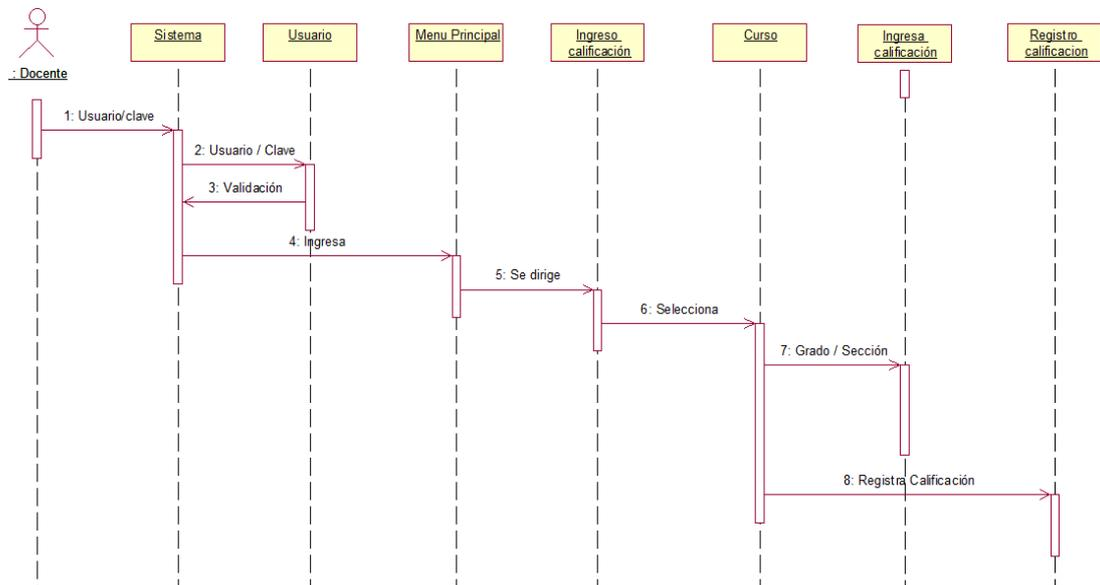 Sistema
Usuario
Menu Principal
Ingreso
calificación
Curso
Ingresa
calificación
Registro
calificacion
: Docente
1: Usuario/clave
2: Usuario / Clave
3: Validación
4: Ingresa
5: Se dirige
6: Selecciona
7: Grado / Sección
8: Registra Calificación